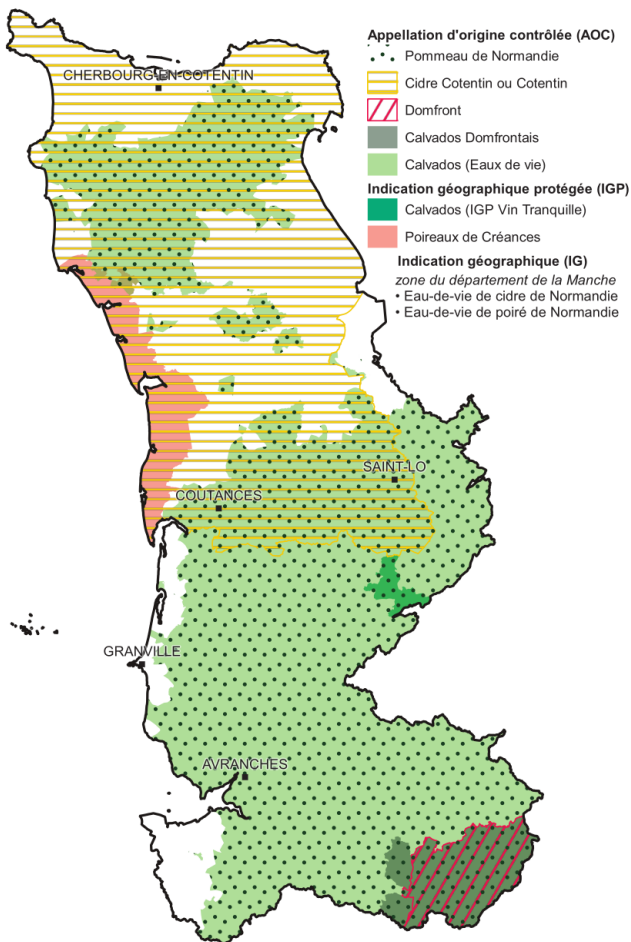 Appellation d'origine contrôlée (AOC)
Pommeau de Normandie
CHERBOURG-EN-COTENTIN
Cidre Cotentin ou Cotentin
Domfront
Calvados Domfrontais
Calvados (Eaux de vie)
Indication géographique protégée (IGP)
Calvados (IGP Vin Tranquille)
Poireaux de Créances
Indication géographique (IG)
zone du département de la Manche
• Eau-de-vie de cidre de Normandie
• Eau-de-vie de poiré de Normandie
SAINT-LO
COUTANCES
GRANVILLE
AVRANCHES